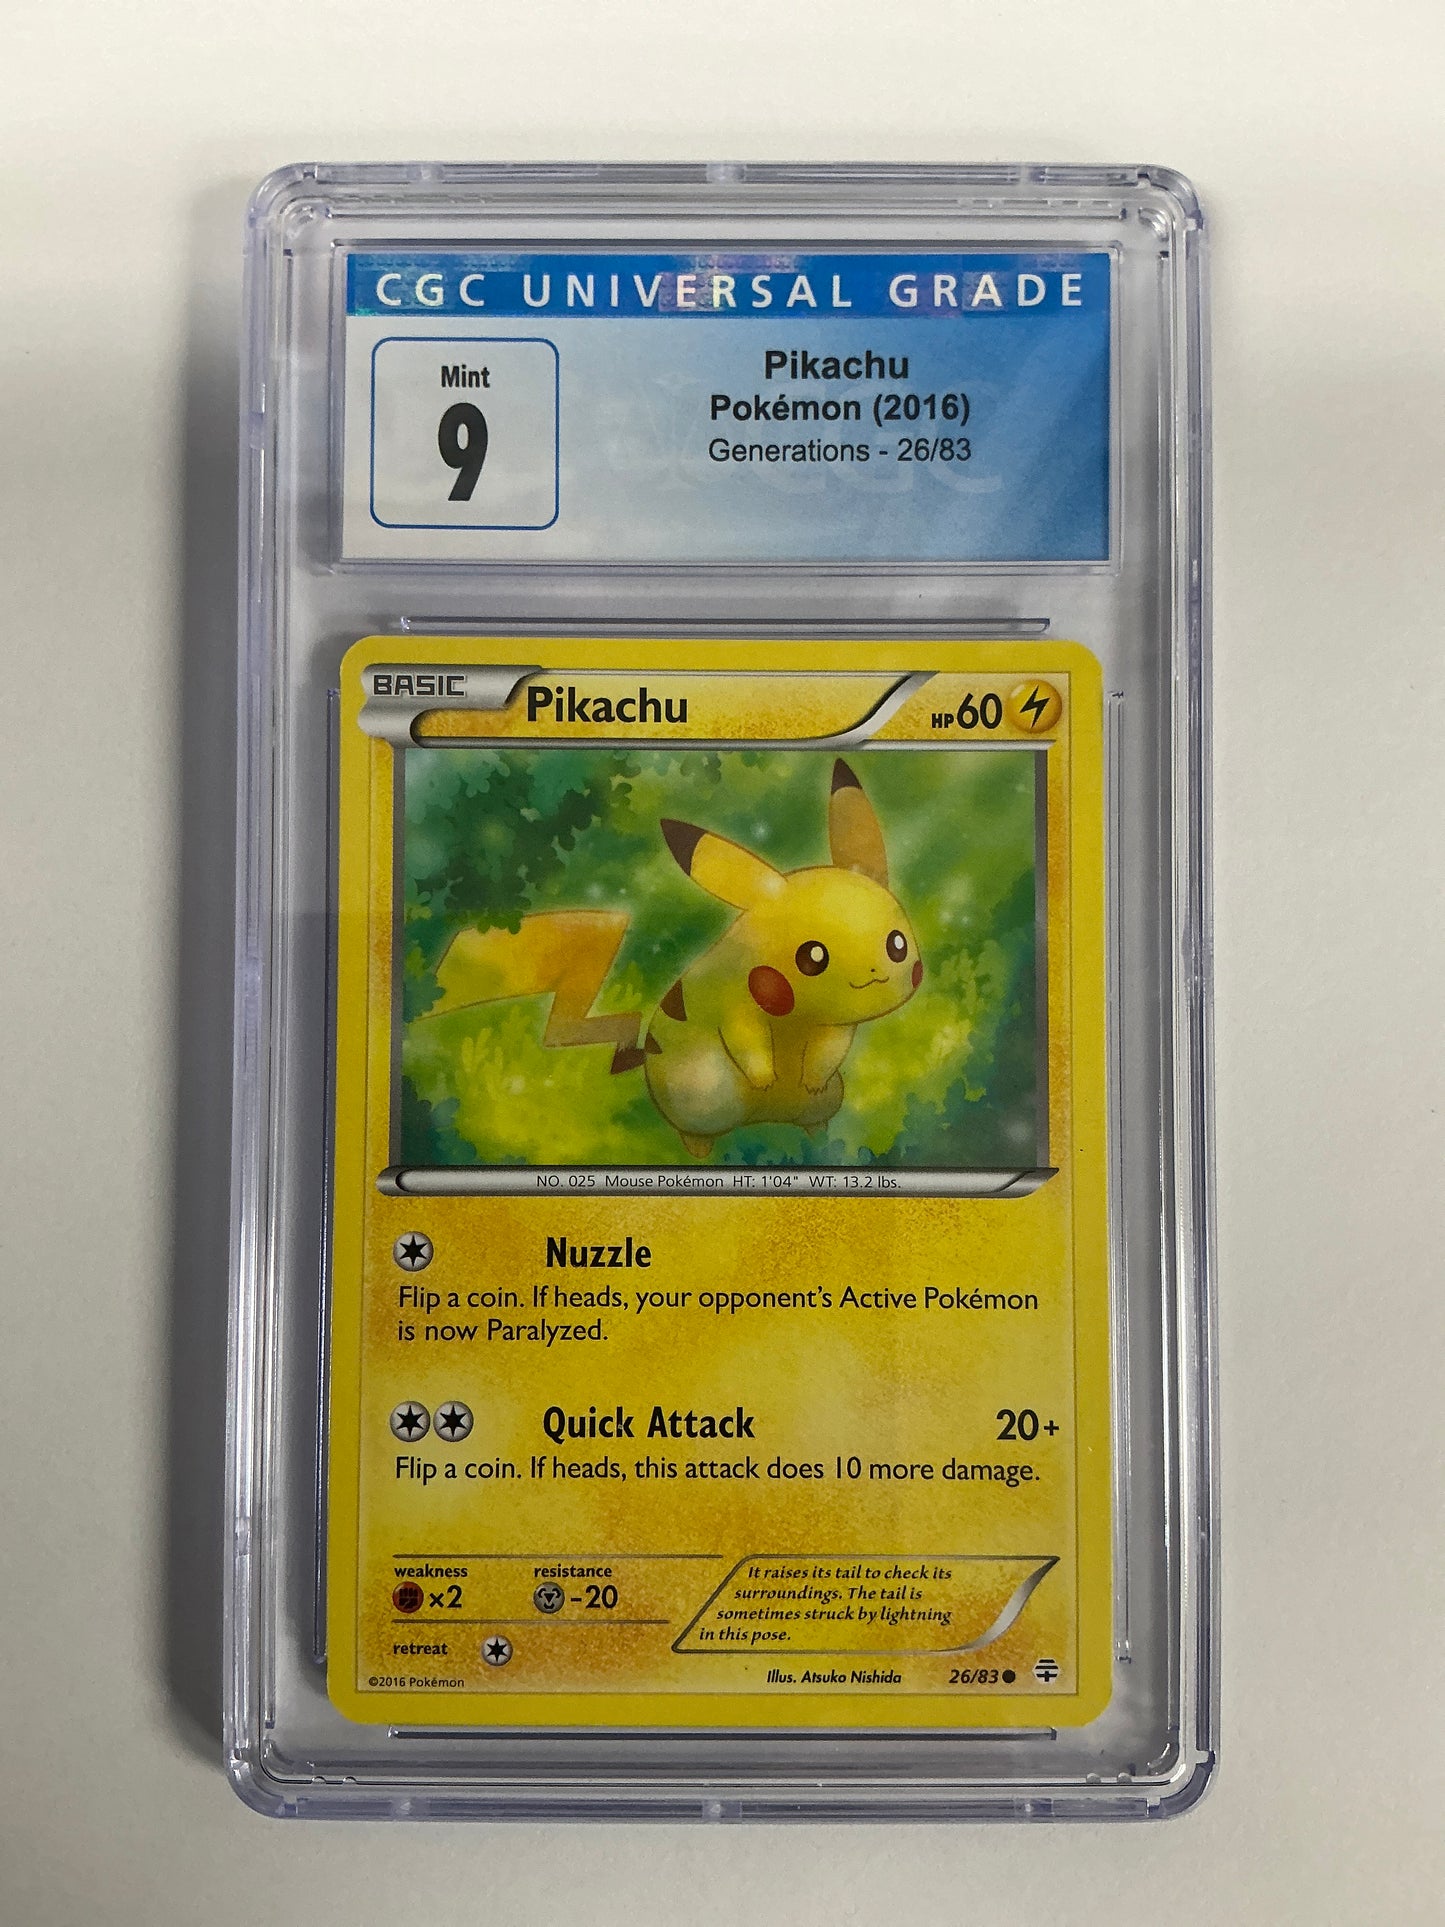 CGC UNIVERSAL GRADE
Mint
9
Pikachu
Pokémon (2016)
Generations - 26/83
BASIC
Pikachu
HP60
NO. 025 Mouse Pokémon HT: 1'04" WT: 13.2 lbs.
Nuzzle
Flip a coin. If heads, your opponent's Active Pokémon
is now Paralyzed.
Quick Attack 20+
Flip a coin. If heads, this attack does 10 more damage.
weakness
×2
resistance
-20
retreat
It raises its tail to check its
surroundings. The tail is
sometimes struck by lightning
in this pose.
©2016 Pokémon
Illus. Atsuko Nishida
26/83